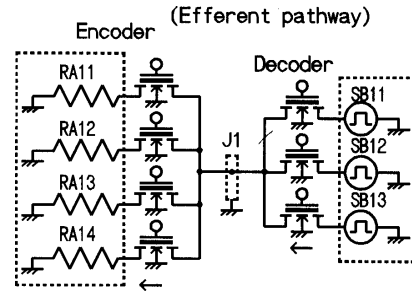 (Efferent pathway)
Encoder
Decoder
RA11
RA12
RA13
RA14
J1
SB11
SB12
SB13